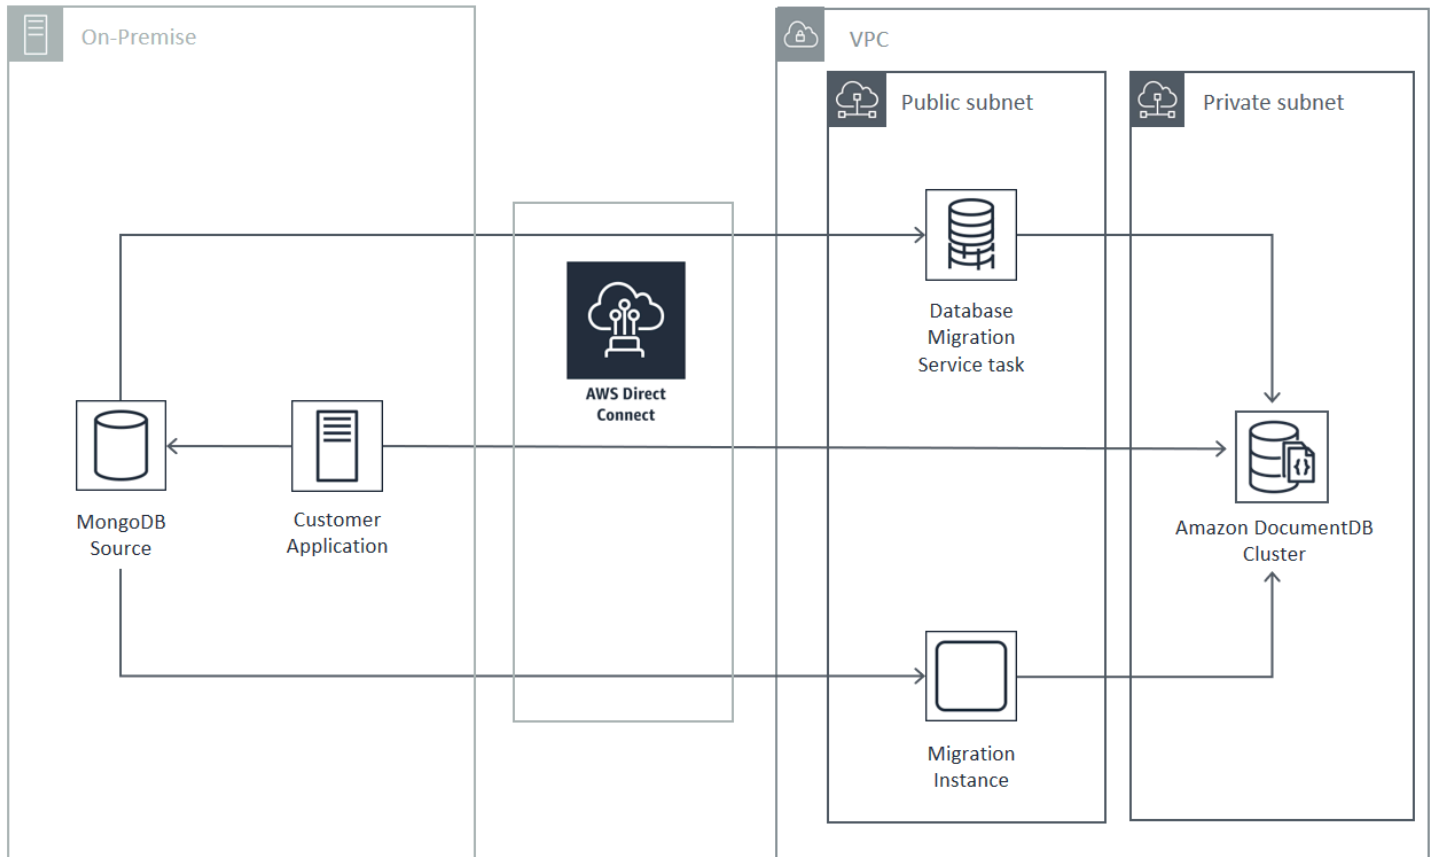 On-Premise
VPC
Public subnet
Private subnet
Database
Migration
Service task
AWS Direct
Connect
MongoDB
Source
Customer
Application
Amazon DocumentDB
Cluster
Migration
Instance